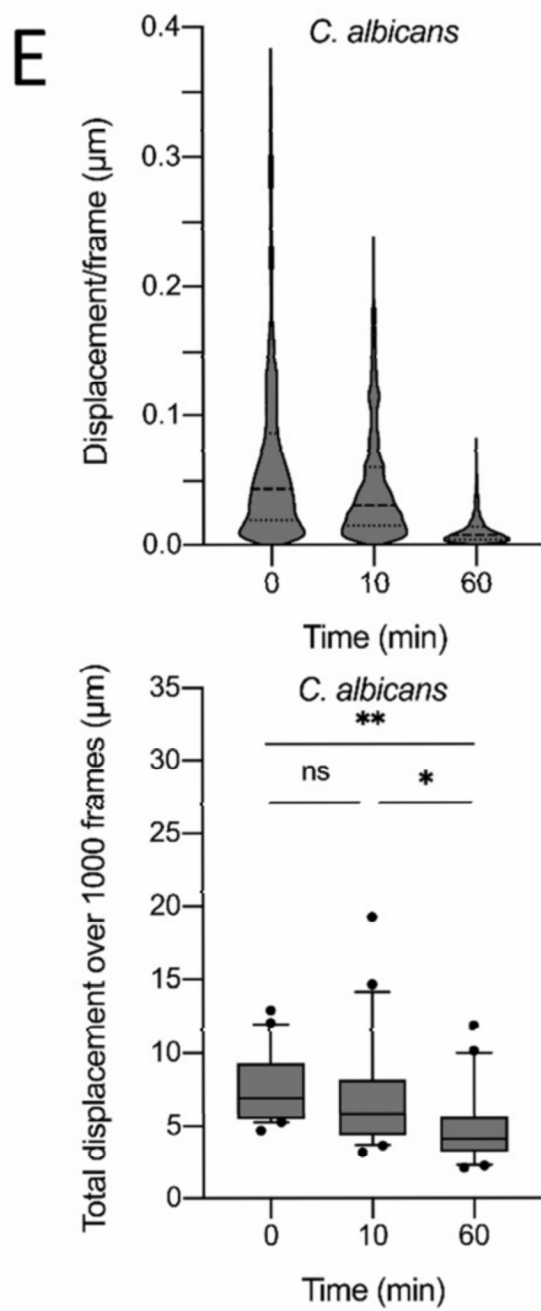 E
C. albicans
Displacement/frame (µm)
0.4
0.3
0.2
0.1
0.0
0 10 60
Time (min)
C. albicans
Total displacement over 1000 frames (µm)
35
30
25
20
15
10
5
0
**
ns *
0 10 60
Time (min)